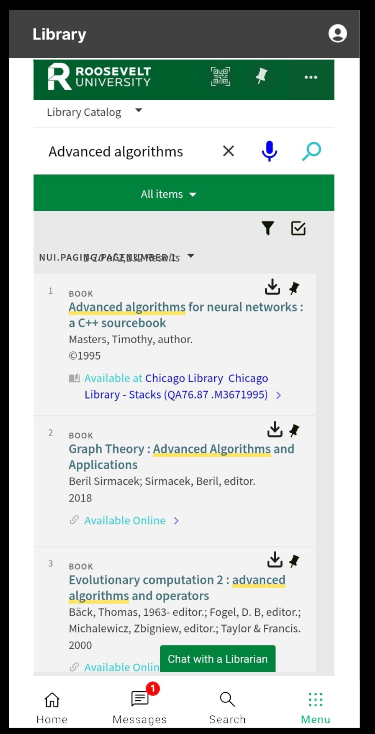 Library
ROOSEVELT
UNIVERSITY
Library Catalog
Advanced algorithms
All items
NUI.PAGING.PAGENUMBER/1
1
BOOK
Advanced algorithms for neural networks :
a C++ sourcebook
Masters, Timothy, author.
©1995
Available at Chicago Library Chicago
Library - Stacks (QA76.87 .M3671995)
2
BOOK
Graph Theory : Advanced Algorithms and
Applications
Beril Sirmacek; Sirmacek, Beril, editor.
2018
Available Online
3
BOOK
Evolutionary computation 2 : advanced
algorithms and operators
Bäck, Thomas, 1963- editor.; Fogel, D. B, editor.;
Michalewicz, Zbigniew, editor.; Taylor & Francis.
2000
Available Onlin
Chat with a Librarian
1
Home Messages Search Menu